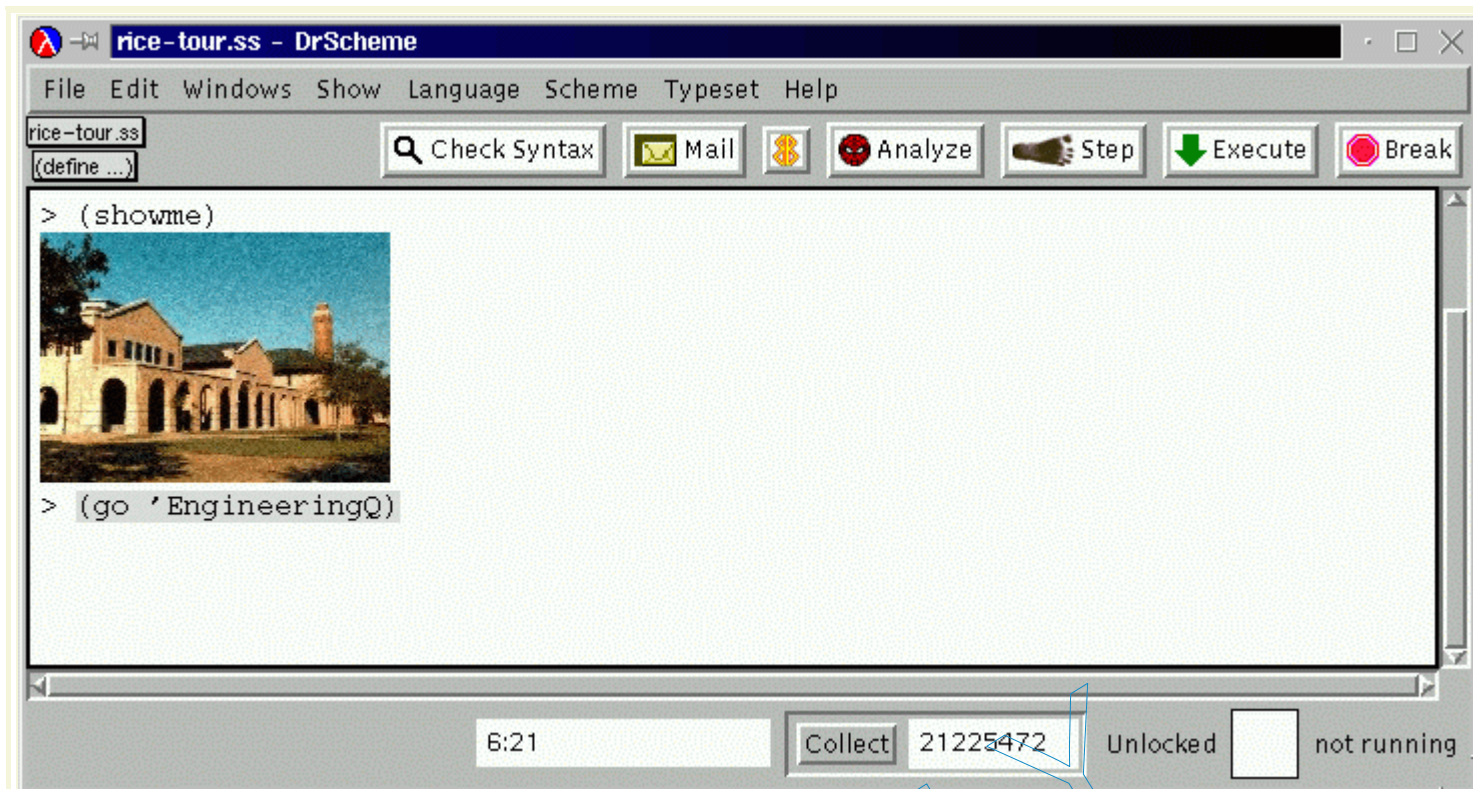 rice-tour.ss - DrScheme
File Edit Windows Show Language Scheme Typeset Help
rice-tour.ss
(define ...)
Check Syntax Mail Analyze Step Execute Break
> (showme)
> (go 'EngineeringQ)
6:21 Collect 21225472 Unlocked not running